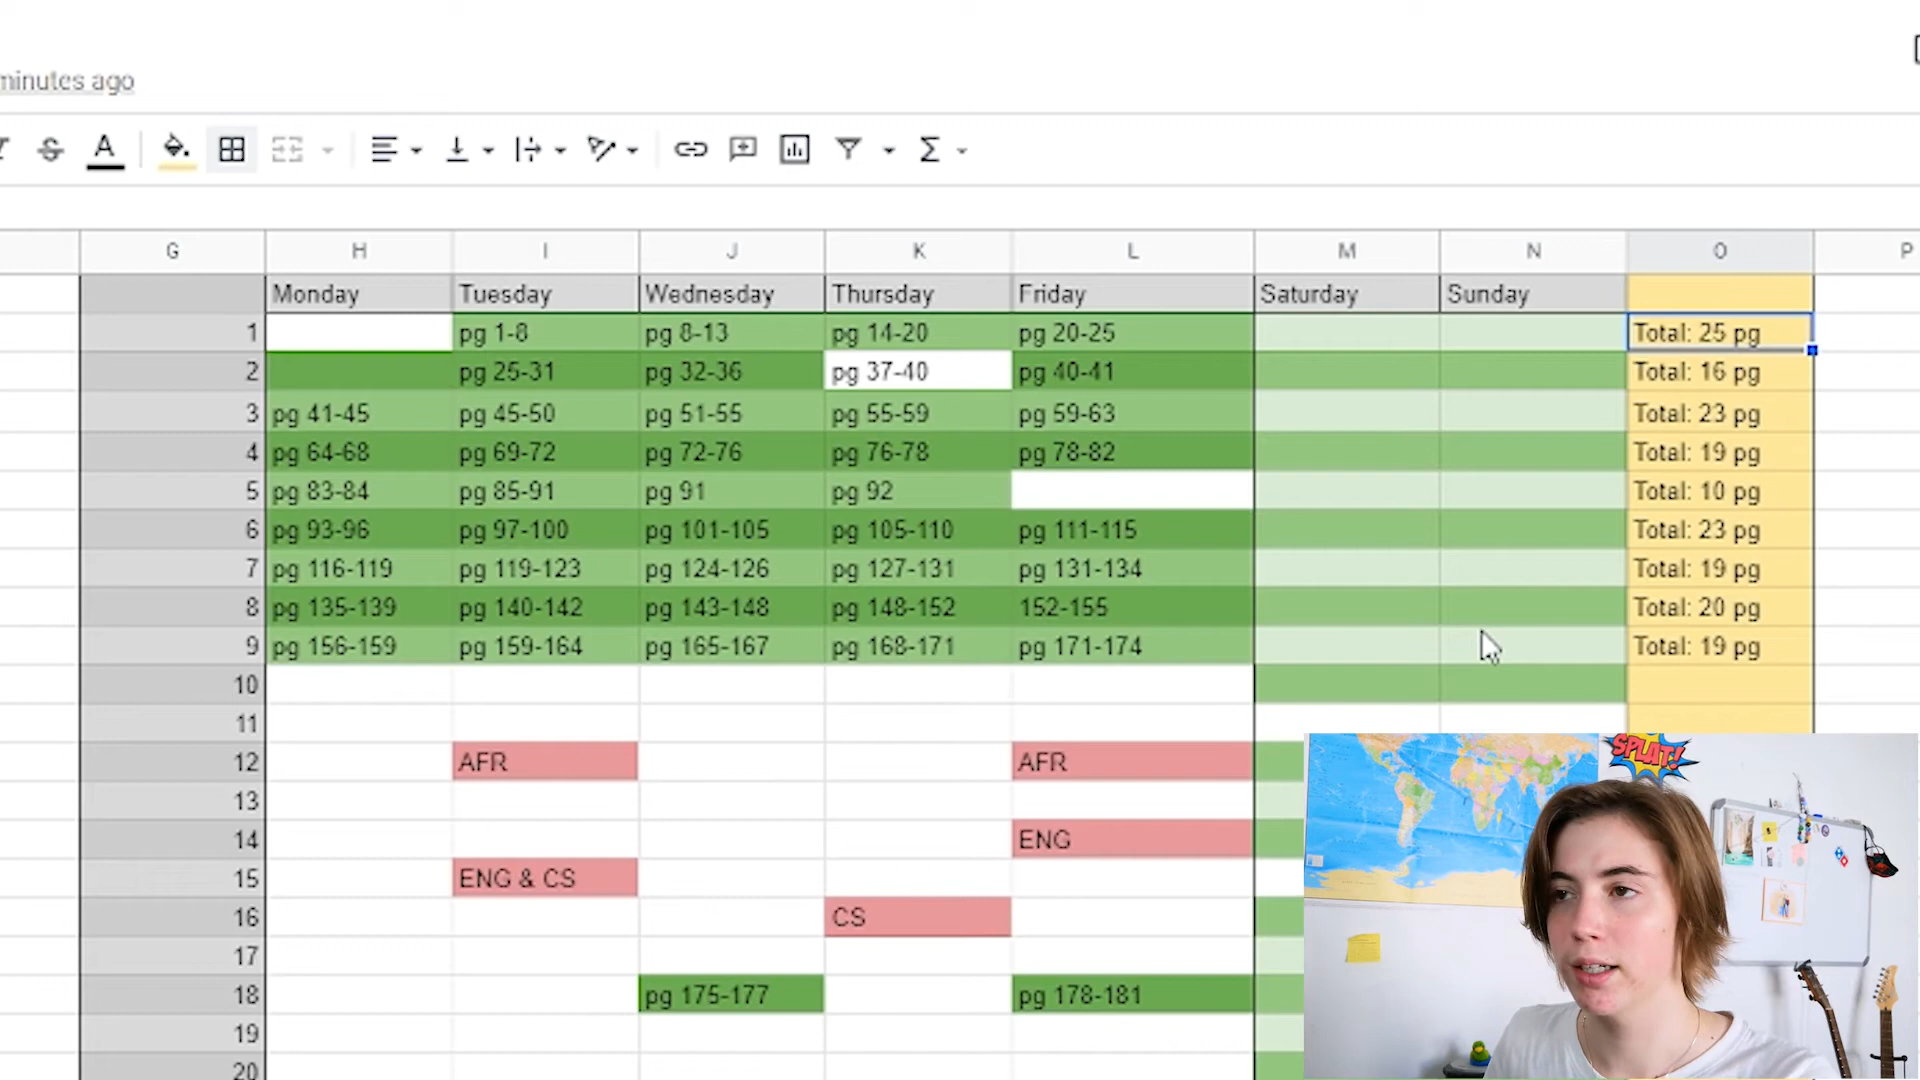 minutes ago
G H I J K L M N O P
Monday Tuesday Wednesday Thursday Friday Saturday Sunday
1 pg 1-8 pg 8-13 pg 14-20 pg 20-25 Total: 25 pg
2 pg 25-31 pg 32-36 pg 37-40 pg 40-41 Total: 16 pg
3 pg 41-45 pg 45-50 pg 51-55 pg 55-59 pg 59-63 Total: 23 pg
4 pg 64-68 pg 69-72 pg 72-76 pg 76-78 pg 78-82 Total: 19 pg
5 pg 83-84 pg 85-91 pg 91 pg 92 Total: 10 pg
6 pg 93-96 pg 97-100 pg 101-105 pg 105-110 pg 111-115 Total: 23 pg
7 pg 116-119 pg 119-123 pg 124-126 pg 127-131 pg 131-134 Total: 19 pg
8 pg 135-139 pg 140-142 pg 143-148 pg 148-152 152-155 Total: 20 pg
9 pg 156-159 pg 159-164 pg 165-167 pg 168-171 pg 171-174 Total: 19 pg
10
11
12 AFR AFR
13
14 ENG
15 ENG & CS
16 CS
17
18 pg 175-177 pg 178-181
19
20
SPLAT!